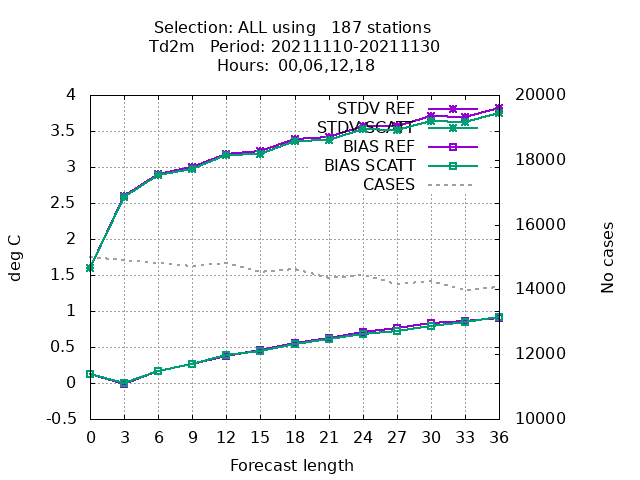 Selection: ALL using   187 stations
Td2m   Period: 20211110-20211130
Hours:  00,06,12,18
4
3.5
3
2.5
2
1.5
1
0.5
0
-0.5
deg C
STDV REF
STDV SCATT
BIAS REF
BIAS SCATT
CASES
20000
18000
16000
14000
12000
10000
No cases
0 3 6 9 12 15 18 21 24 27 30 33 36
Forecast length